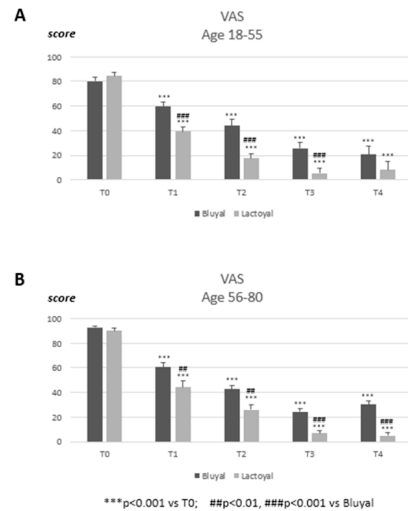 A
VAS
Age 18-55
score
100
80
60
40
20
0
*** ### ***
*** ### ***
*** ### ***
*** ***
T0 T1 T2 T3 T4
Bluyal Lactoyal
B
VAS
Age 56-80
score
100
80
60
40
20
0
*** ## ***
*** ## ***
*** ### ***
*** ### ***
T0 T1 T2 T3 T4
Bluyal Lactoyal
***p<0.001 vs T0; ##p<0.01, ###p<0.001 vs Bluyal